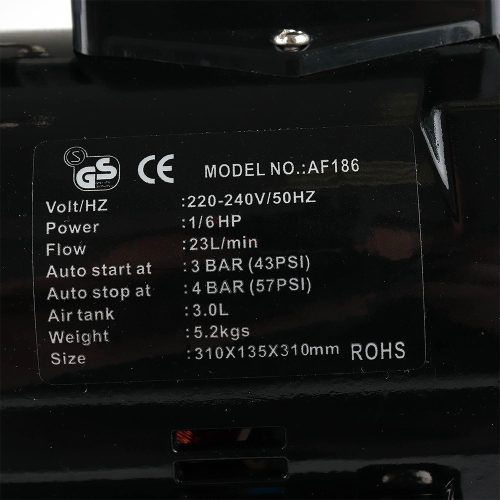 S GS CE MODEL NO.:AF186
Volt/HZ :220-240V/50HZ
Power :1/6HP
Flow :23L/min
Auto start at :3 BAR (43PSI)
Auto stop at :4 BAR (57PSI)
Air tank :3.0L
Weight :5.2kgs
Size :310X135X310mm ROHS